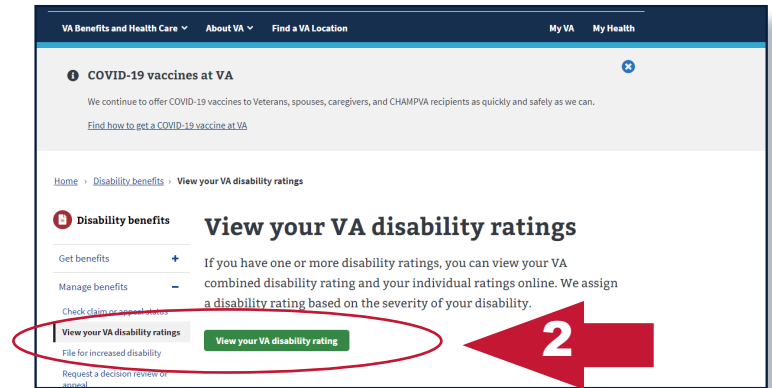 VA Benefits and Health Care About VA Find a VA Location My VA My Health
COVID-19 vaccines at VA
We continue to offer COVID-19 vaccines to Veterans, spouses, caregivers, and CHAMPVA recipients as quickly and safely as we can.
Find how to get a COVID-19 vaccine at VA
Home › Disability benefits › View your VA disability ratings
Disability benefits
Get benefits +
Manage benefits –
Check claim or appeal status
View your VA disability ratings
File for increased disability
Request a decision review or
appeal
View your VA disability ratings
If you have one or more disability ratings, you can view your VA
combined disability rating and your individual ratings online. We assign
a disability rating based on the severity of your disability.
View your VA disability rating
2